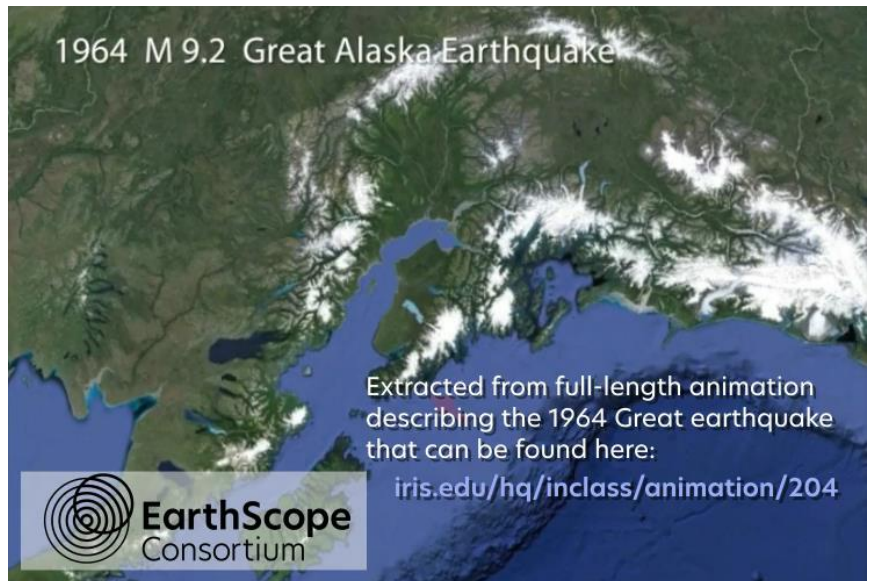 1964 M 9.2 Great Alaska Earthquake
Extracted from full-length animation
describing the 1964 Great earthquake
that can be found here:
iris.edu/hq/inclass/animation/204
EarthScope
Consortium